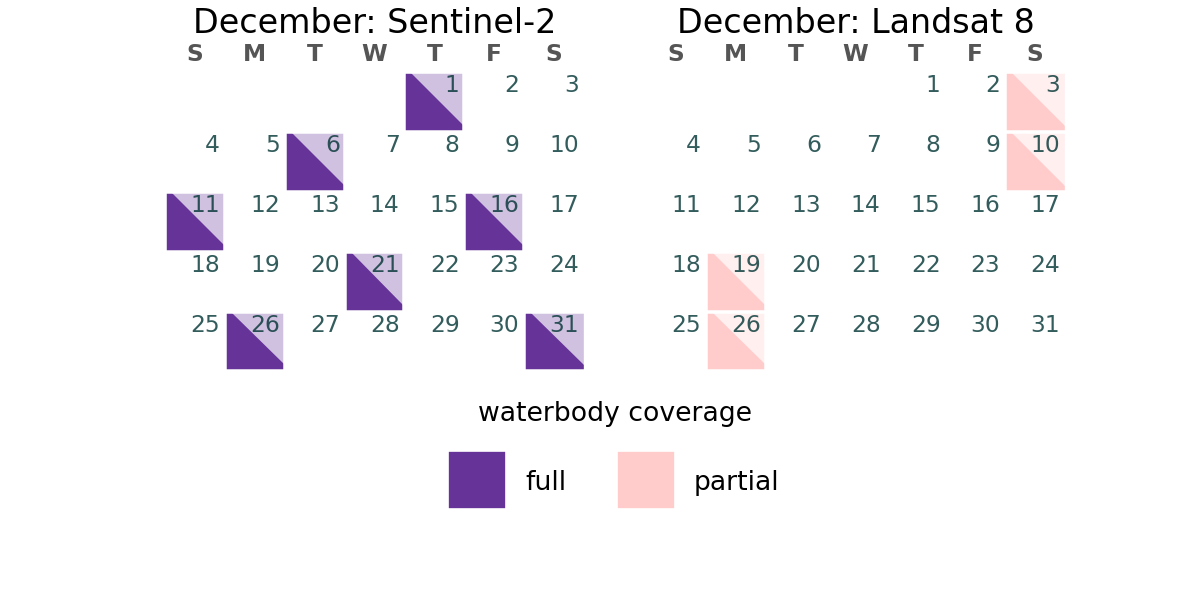 December: Sentinel-2
S M T W T F S
1 2 3
4 5 6 7 8 9 10
11 12 13 14 15 16 17
18 19 20 21 22 23 24
25 26 27 28 29 30 31
December: Landsat 8
S M T W T F S
1 2 3
4 5 6 7 8 9 10
11 12 13 14 15 16 17
18 19 20 21 22 23 24
25 26 27 28 29 30 31
waterbody coverage
full partial